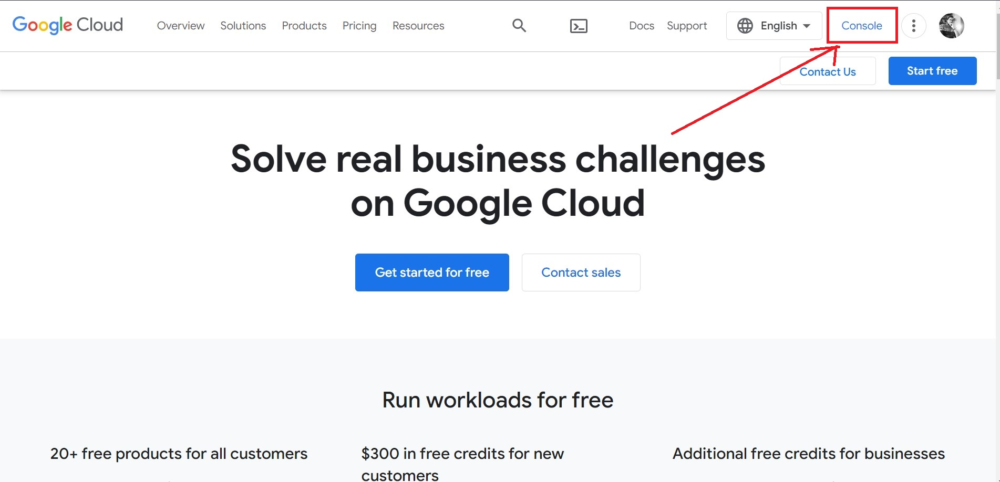 Google Cloud Overview Solutions Products Pricing Resources Docs Support English Console
Contact Us Start free
Solve real business challenges
on Google Cloud
Get started for free Contact sales
Run workloads for free
20+ free products for all customers
$300 in free credits for new
customers
Additional free credits for businesses